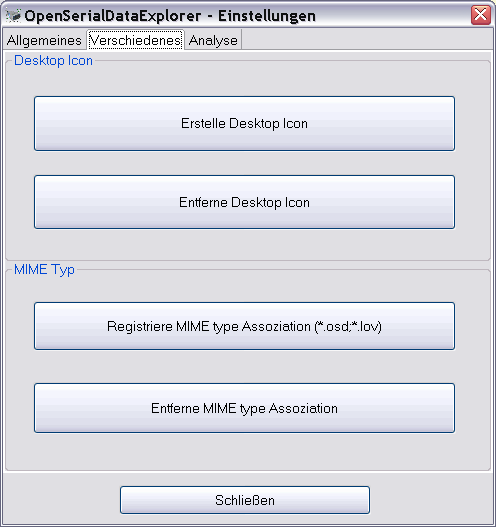 OpenSerialDataExplorer - Einstellungen
Allgemeines Verschiedenes Analyse
Desktop Icon
Erstelle Desktop Icon
Entferne Desktop Icon
MIME Typ
Registriere MIME type Assoziation (*.osd;*.lov)
Entferne MIME type Assoziation
Schließen